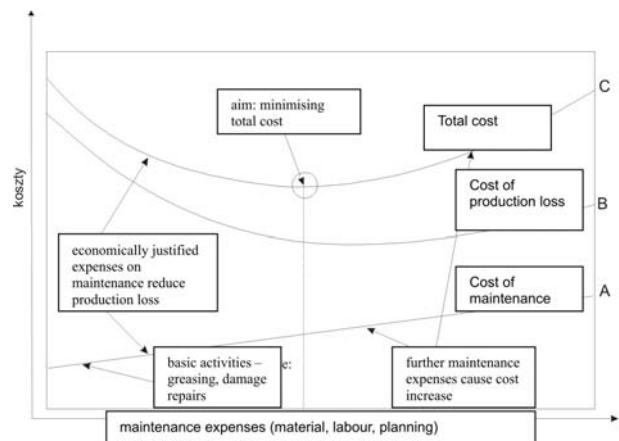 C
aim: minimising
total cost
Total cost
koszty
Cost of
production loss
B
economically justified
expenses on
maintenance reduce
production loss
Cost of
maintenance
A
basic activities –
greasing, damage
repairs
e:
further maintenance
expenses cause cost
increase
maintenance expenses (material, labour, planning)